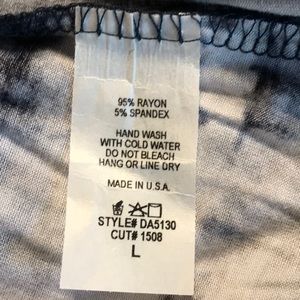 95% RAYON
5% SPANDEX
HAND WASH
WITH COLD WATER
DO NOT BLEACH
HANG OR LINE DRY
MADE IN U.S.A.
STYLE# DA5130
CUT# 1508
L